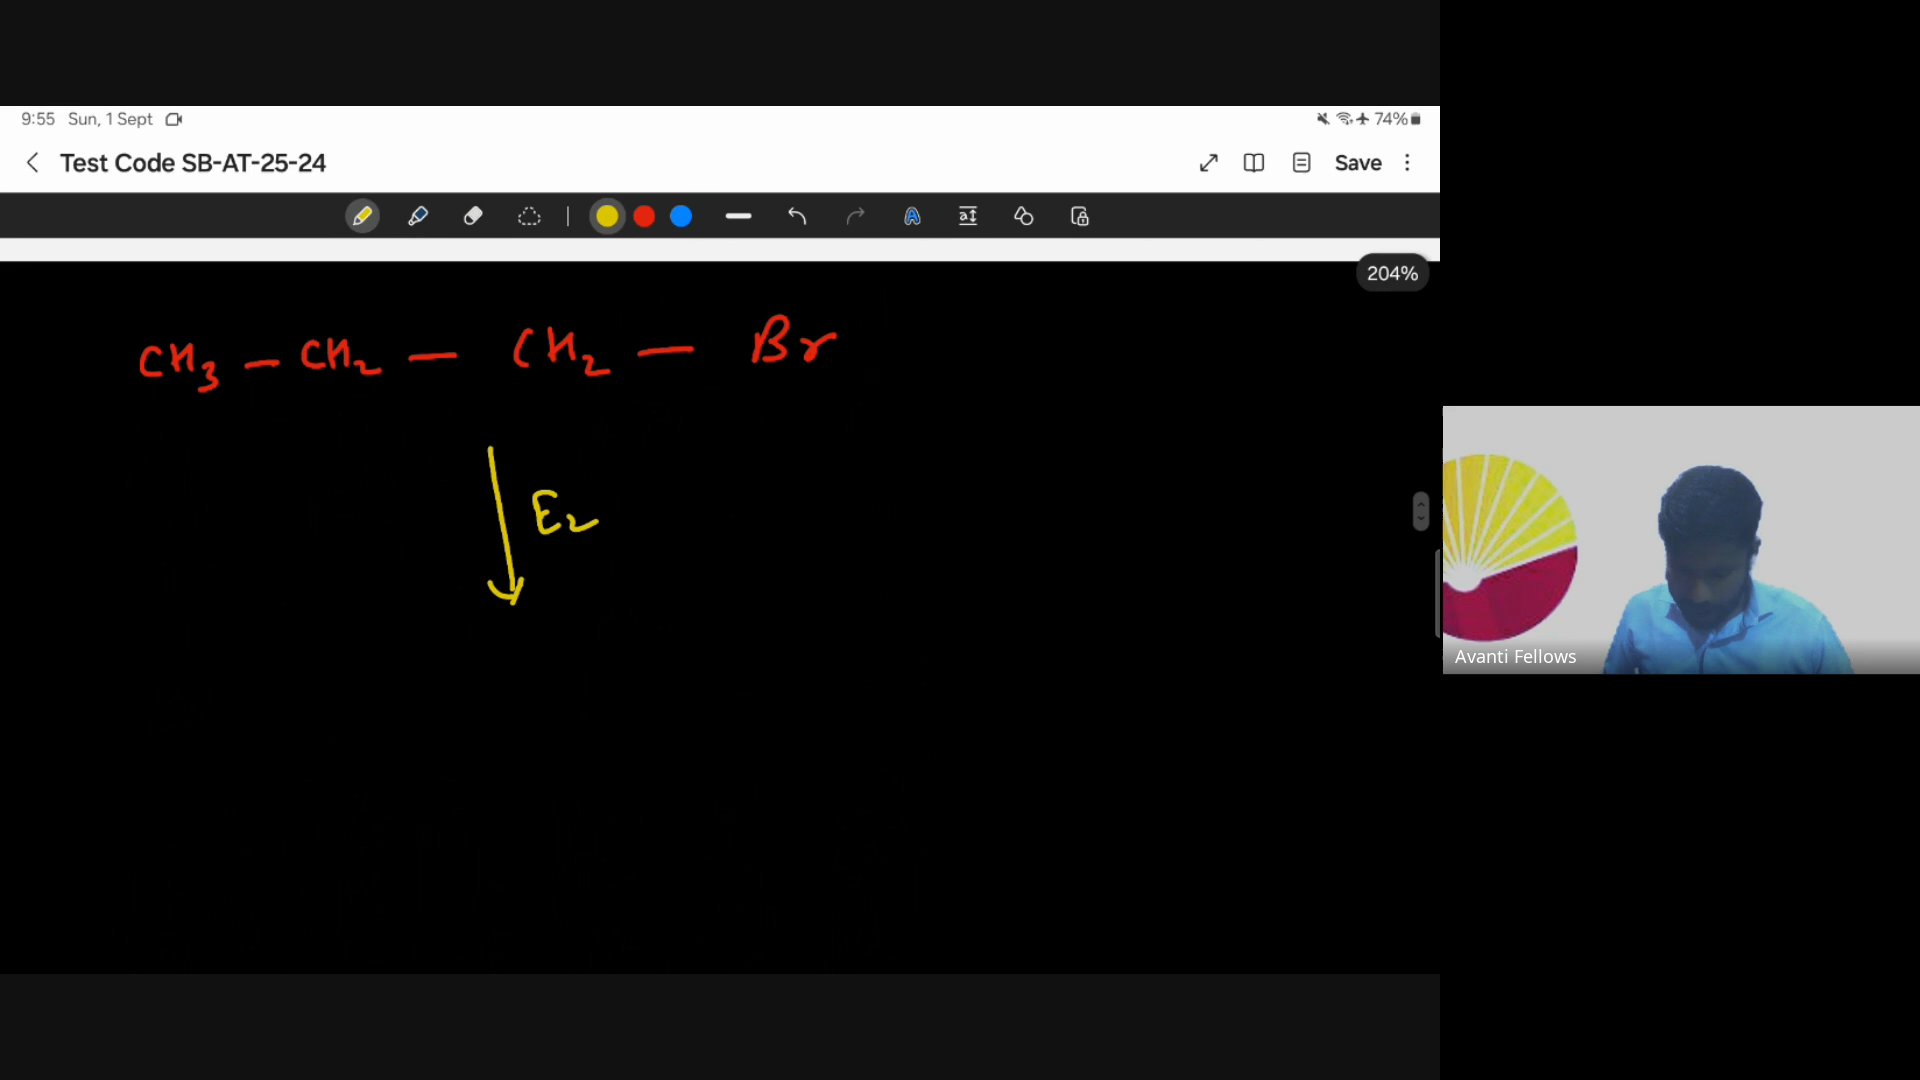 9:55 Sun, 1 Sept 74%
Test Code SB-AT-25-24 Save
204%
CH₃ — CH₂ — CH₂ — Br
E₂
Avanti Fellows